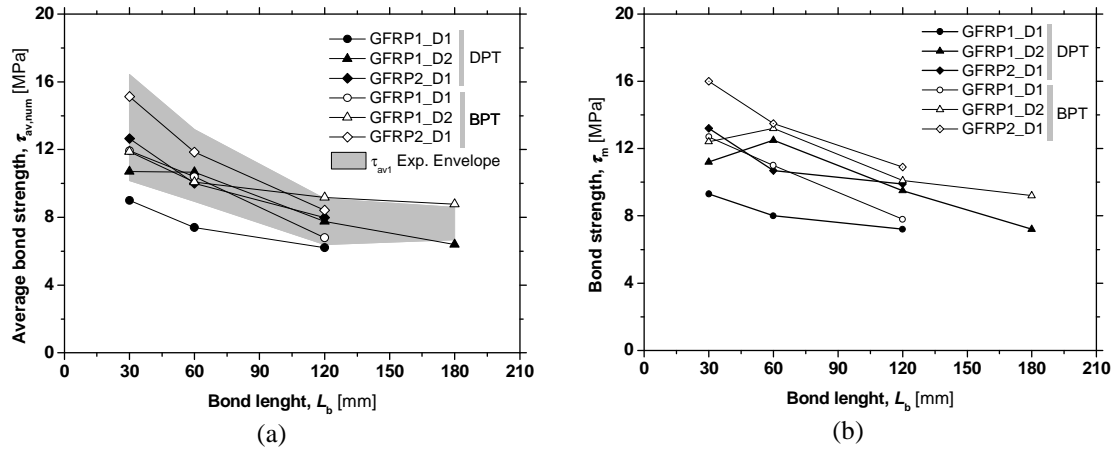 20
16
12
8
4
0
Average bond strength, τav,num [MPa]
GFRP1_D1
GFRP1_D2
GFRP2_D1
DPT
GFRP1_D1
GFRP1_D2
GFRP2_D1
BPT
τav1 Exp. Envelope
0 30 60 90 120 150 180 210
Bond lenght, Lb [mm]
(a)
20
16
12
8
4
0
Bond strength, τm [MPa]
GFRP1_D1
GFRP1_D2
GFRP2_D1
DPT
GFRP1_D1
GFRP1_D2
GFRP2_D1
BPT
0 30 60 90 120 150 180 210
Bond lenght, Lb [mm]
(b)